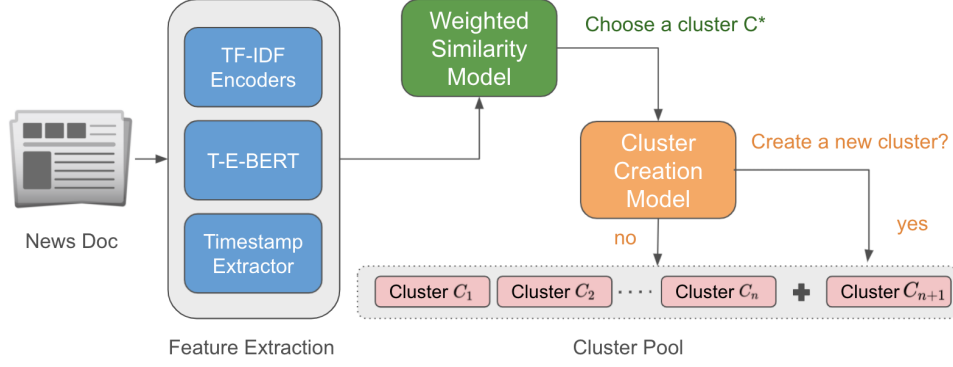 TF-IDF
Encoders
T-E-BERT
Timestamp
Extractor
News Doc
Feature Extraction
Weighted
Similarity
Model
Choose a cluster C*
Cluster
Creation
Model
Create a new cluster?
no
yes
Cluster C₁
Cluster C₂
· · · ·
Cluster Cₙ
+
Cluster Cₙ₊₁
Cluster Pool